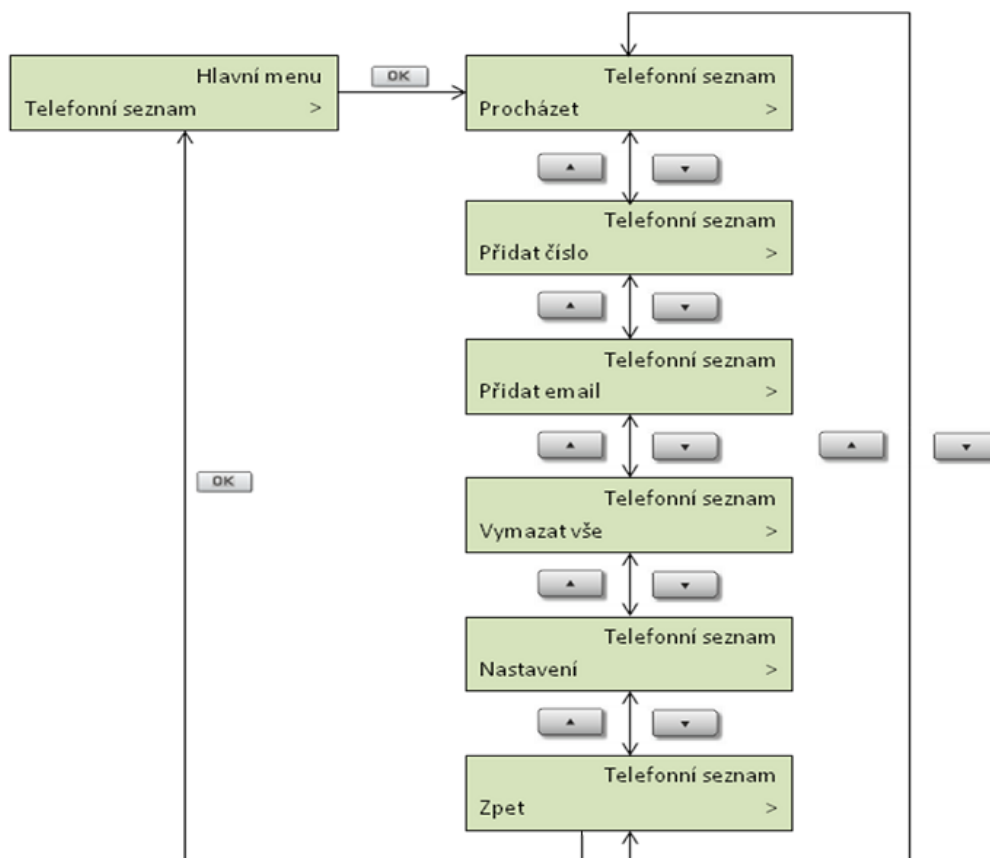 Hlavní menu
Telefonní seznam >
OK
Telefonní seznam
Procházet >
Telefonní seznam
Přidat číslo >
Telefonní seznam
Přidat email >
OK
Telefonní seznam
Vymazat vše >
Telefonní seznam
Nastavení >
Telefonní seznam
Zpet >